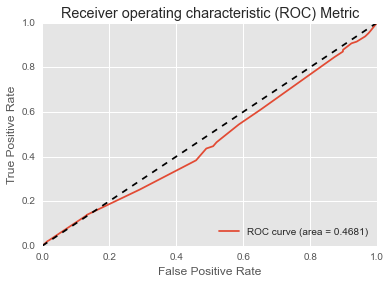 Receiver operating characteristic (ROC) Metric
1.0
0.8
0.6
0.4
0.2
0.0
True Positive Rate
ROC curve (area = 0.4681)
0.0 0.2 0.4 0.6 0.8 1.0
False Positive Rate